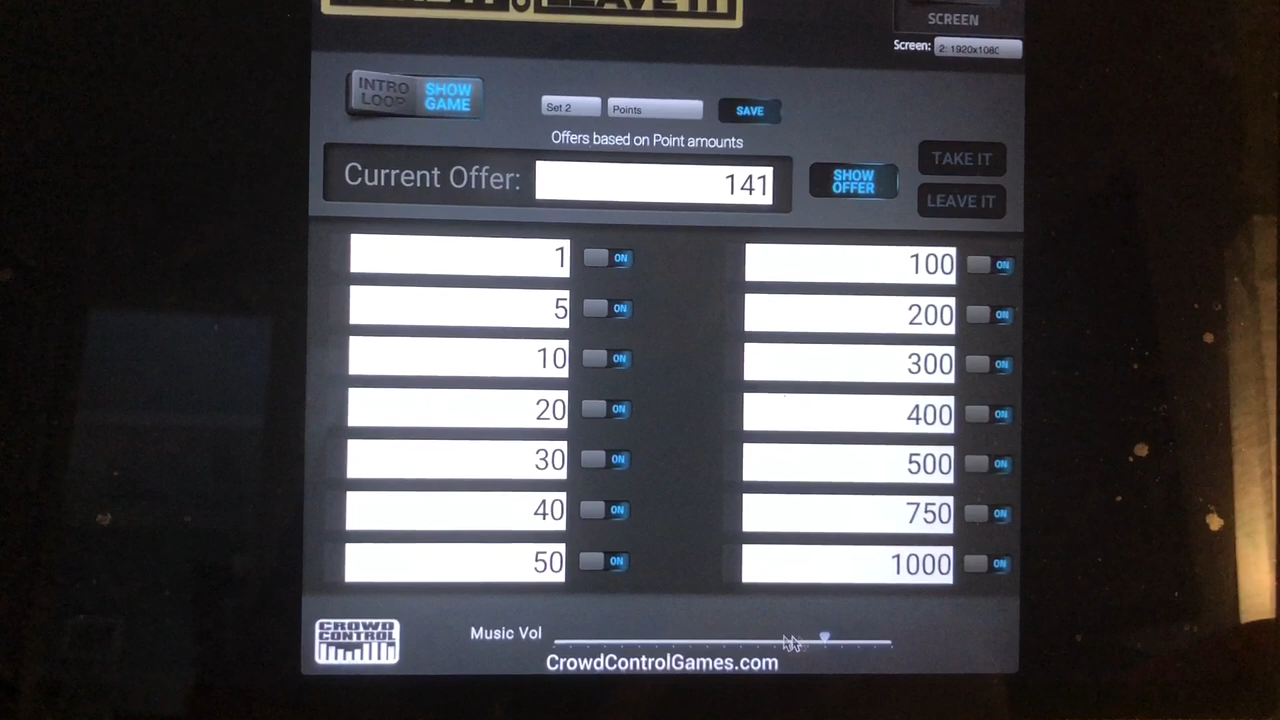 LEAVE IT!
SCREEN
Screen: 2: 1920x1080
INTRO LOOP SHOW GAME
Set 2 Points SAVE
Offers based on Point amounts
Current Offer: 141 SHOW OFFER
TAKE IT
LEAVE IT
1 ON 100 ON
5 ON 200 ON
10 ON 300 ON
20 ON 400 ON
30 ON 500 ON
40 ON 750 ON
50 ON 1000 ON
CROWD CONTROL
Music Vol
CrowdControlGames.com